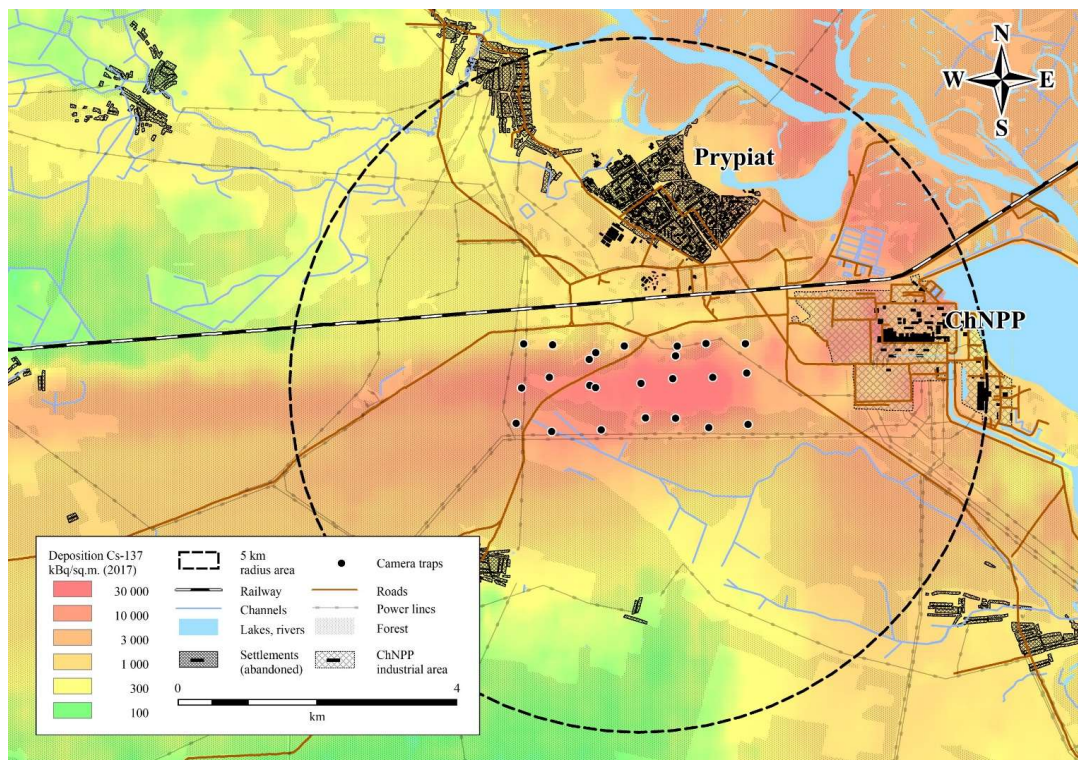 N
W E
S
Prypiat
ChNPP
Deposition Cs-137
kBq/sq.m. (2017)
30 000
10 000
3 000
1 000
300
100
5 km
radius area
Railway
Channels
Lakes, rivers
Settlements
(abandoned)
Camera traps
Roads
Power lines
Forest
ChNPP
industrial area
0 4
km